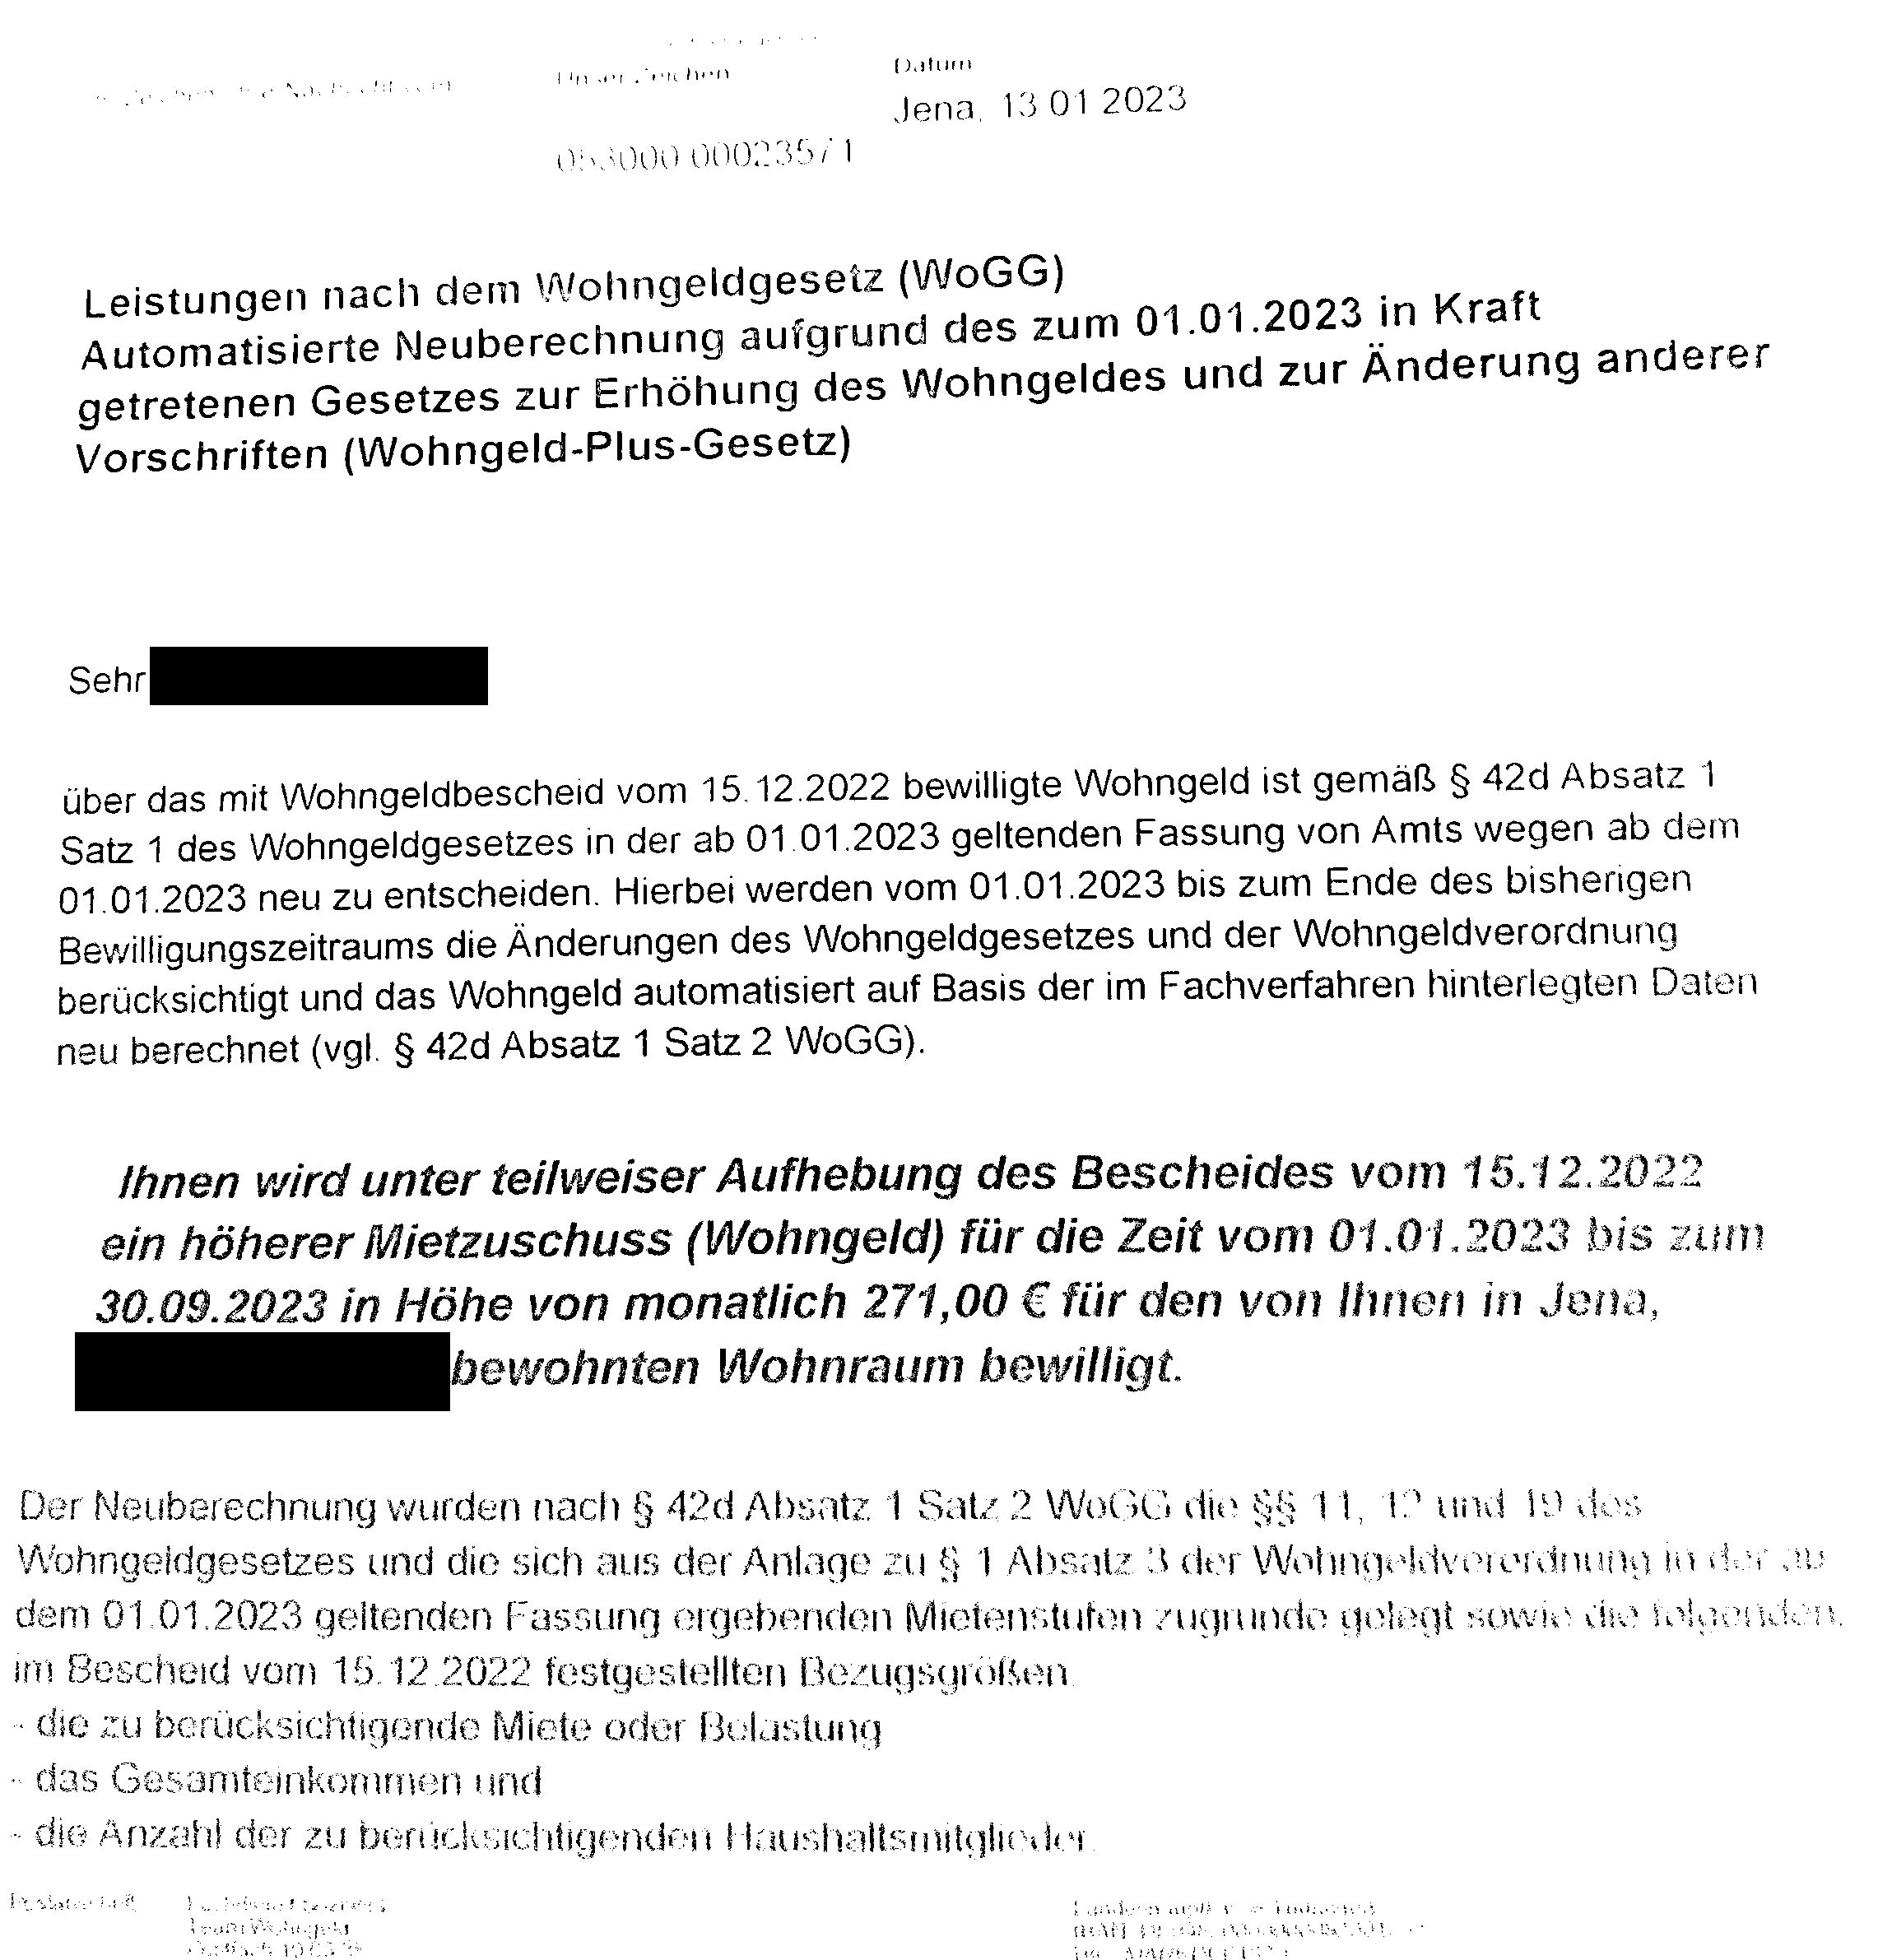 Unser Zeichen
Datum
Jena, 13 01 2023
053000 00023571
Leistungen nach dem Wohngeldgesetz (WoGG)
Automatisierte Neuberechnung aufgrund des zum 01.01.2023 in Kraft
getretenen Gesetzes zur Erhöhung des Wohngeldes und zur Änderung anderer
Vorschriften (Wohngeld-Plus-Gesetz)
Sehr
über das mit Wohngeldbescheid vom 15.12.2022 bewilligte Wohngeld ist gemäß § 42d Absatz 1
Satz 1 des Wohngeldgesetzes in der ab 01.01.2023 geltenden Fassung von Amts wegen ab dem
01.01.2023 neu zu entscheiden. Hierbei werden vom 01.01.2023 bis zum Ende des bisherigen
Bewilligungszeitraums die Änderungen des Wohngeldgesetzes und der Wohngeldverordnung
berücksichtigt und das Wohngeld automatisiert auf Basis der im Fachverfahren hinterlegten Daten
neu berechnet (vgl. § 42d Absatz 1 Satz 2 WoGG).
Ihnen wird unter teilweiser Aufhebung des Bescheides vom 15.12.2022
ein höherer Mietzuschuss (Wohngeld) für die Zeit vom 01.01.2023 bis zum
30.09.2023 in Höhe von monatlich 271,00 € für den von Ihnen in Jena,
bewohnten Wohnraum bewilligt.
Der Neuberechnung wurden nach § 42d Absatz 1 Satz 2 WoGG die §§ 11, 12 und 19 des
Wohngeldgesetzes und die sich aus der Anlage zu § 1 Absatz 3 der Wohngeldverordnung in der ab
dem 01.01.2023 geltenden Fassung ergebenden Mietenstufen zugrunde gelegt sowie die folgenden,
im Bescheid vom 15.12.2022 festgestellten Bezugsgrößen
- die zu berücksichtigende Miete oder Belastung
- das Gesamteinkommen und
- die Anzahl der zu berücksichtigenden Haushaltsmitglieder.
Team Wohngeld